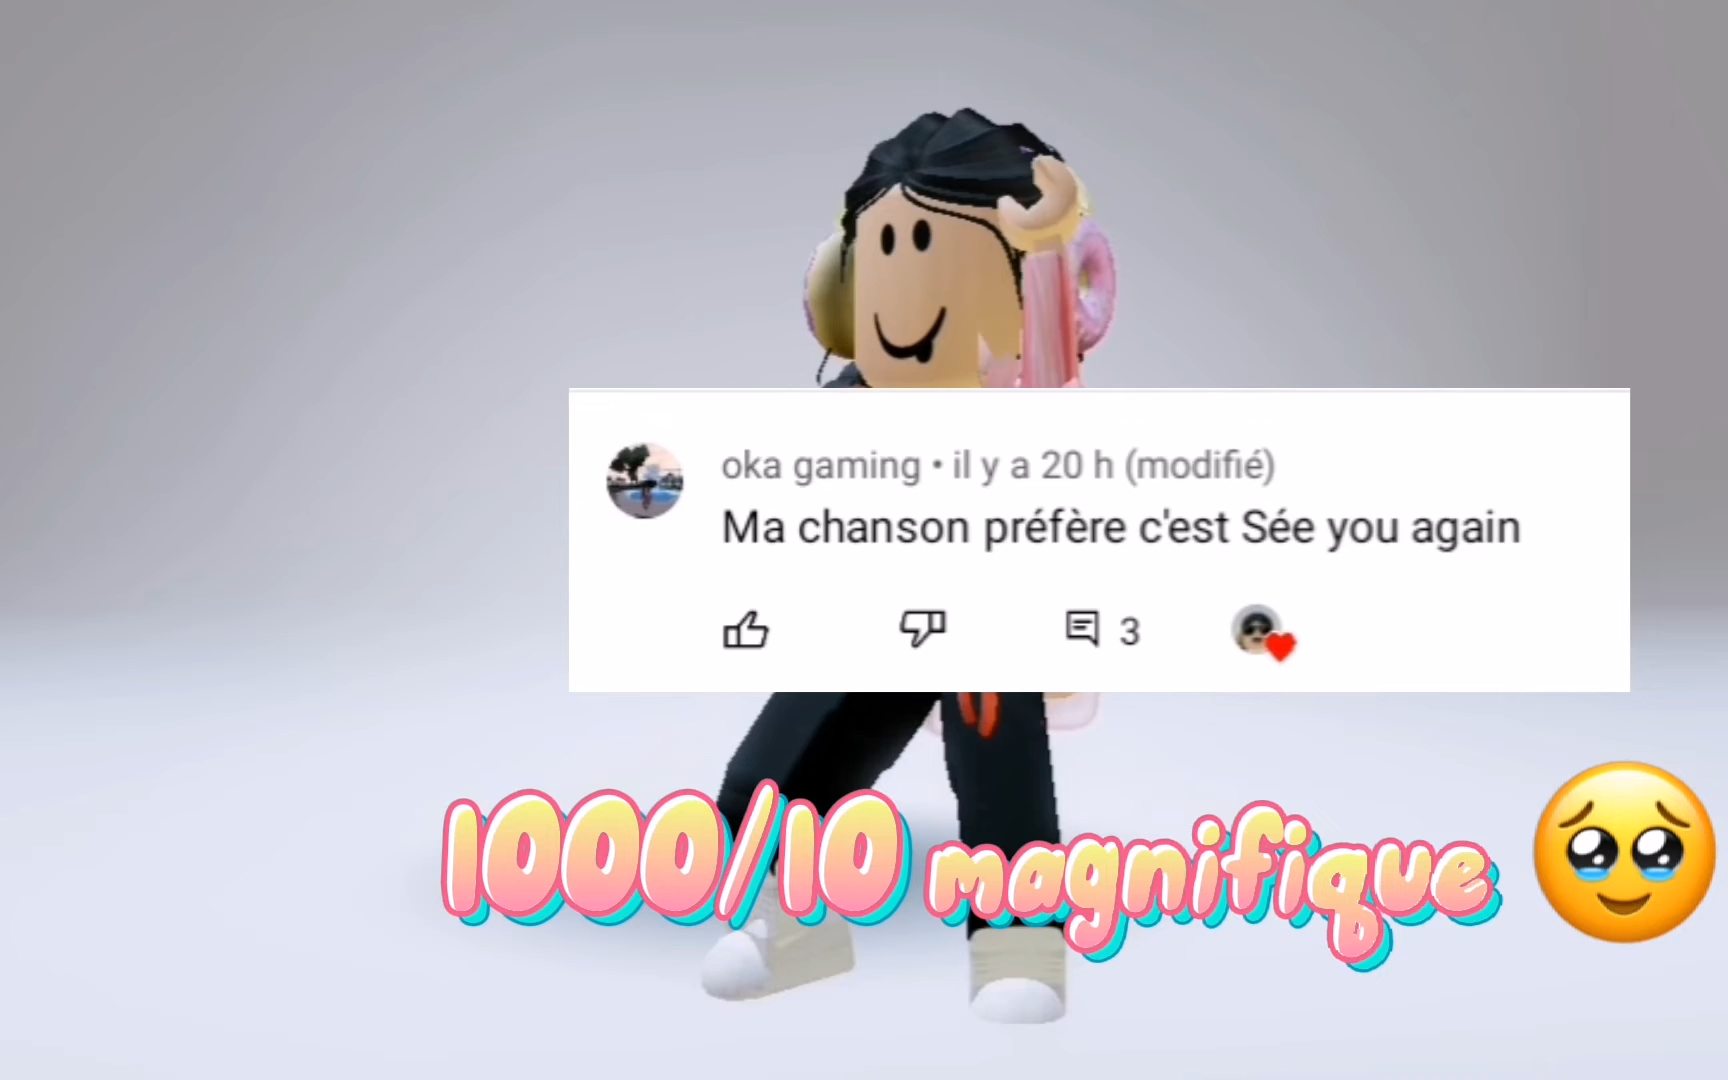 oka gaming • il y a 20 h (modifié)
Ma chanson préfère c'est Sée you again
3
1000/10 magnifique 🥹